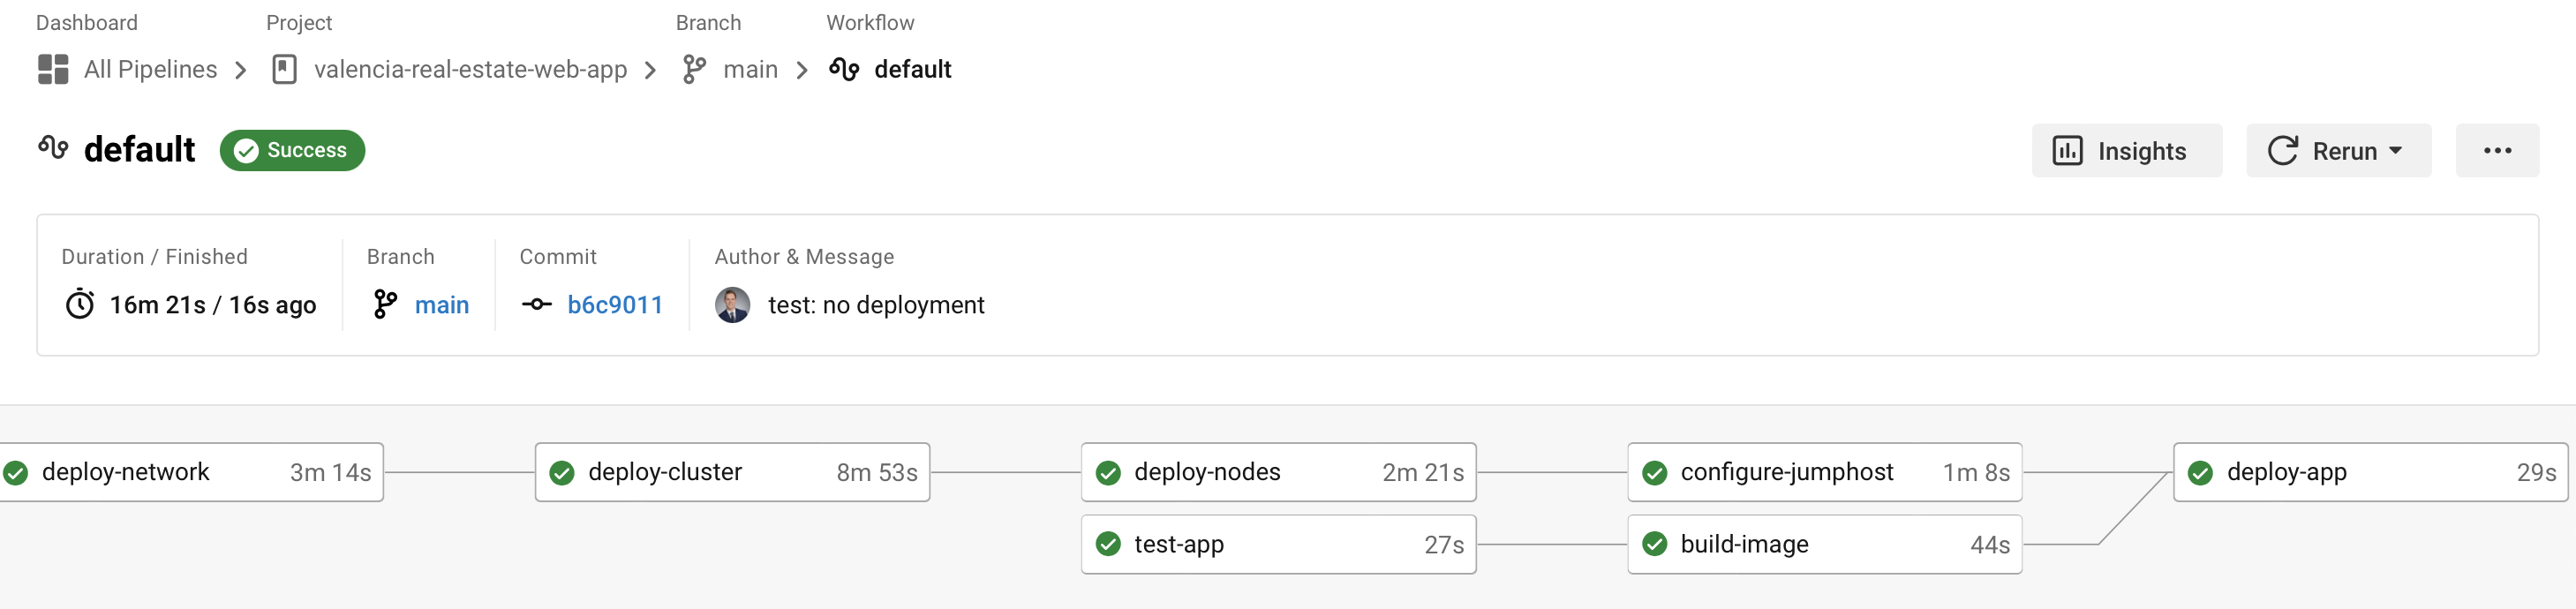 Dashboard Project Branch Workflow
All Pipelines valencia-real-estate-web-app main default
default Success Insights Rerun
Duration / Finished Branch Commit Author & Message
16m 21s / 16s ago main b6c9011 test: no deployment
deploy-network 3m 14s deploy-cluster 8m 53s deploy-nodes 2m 21s configure-jumphost 1m 8s deploy-app 29s
test-app 27s build-image 44s